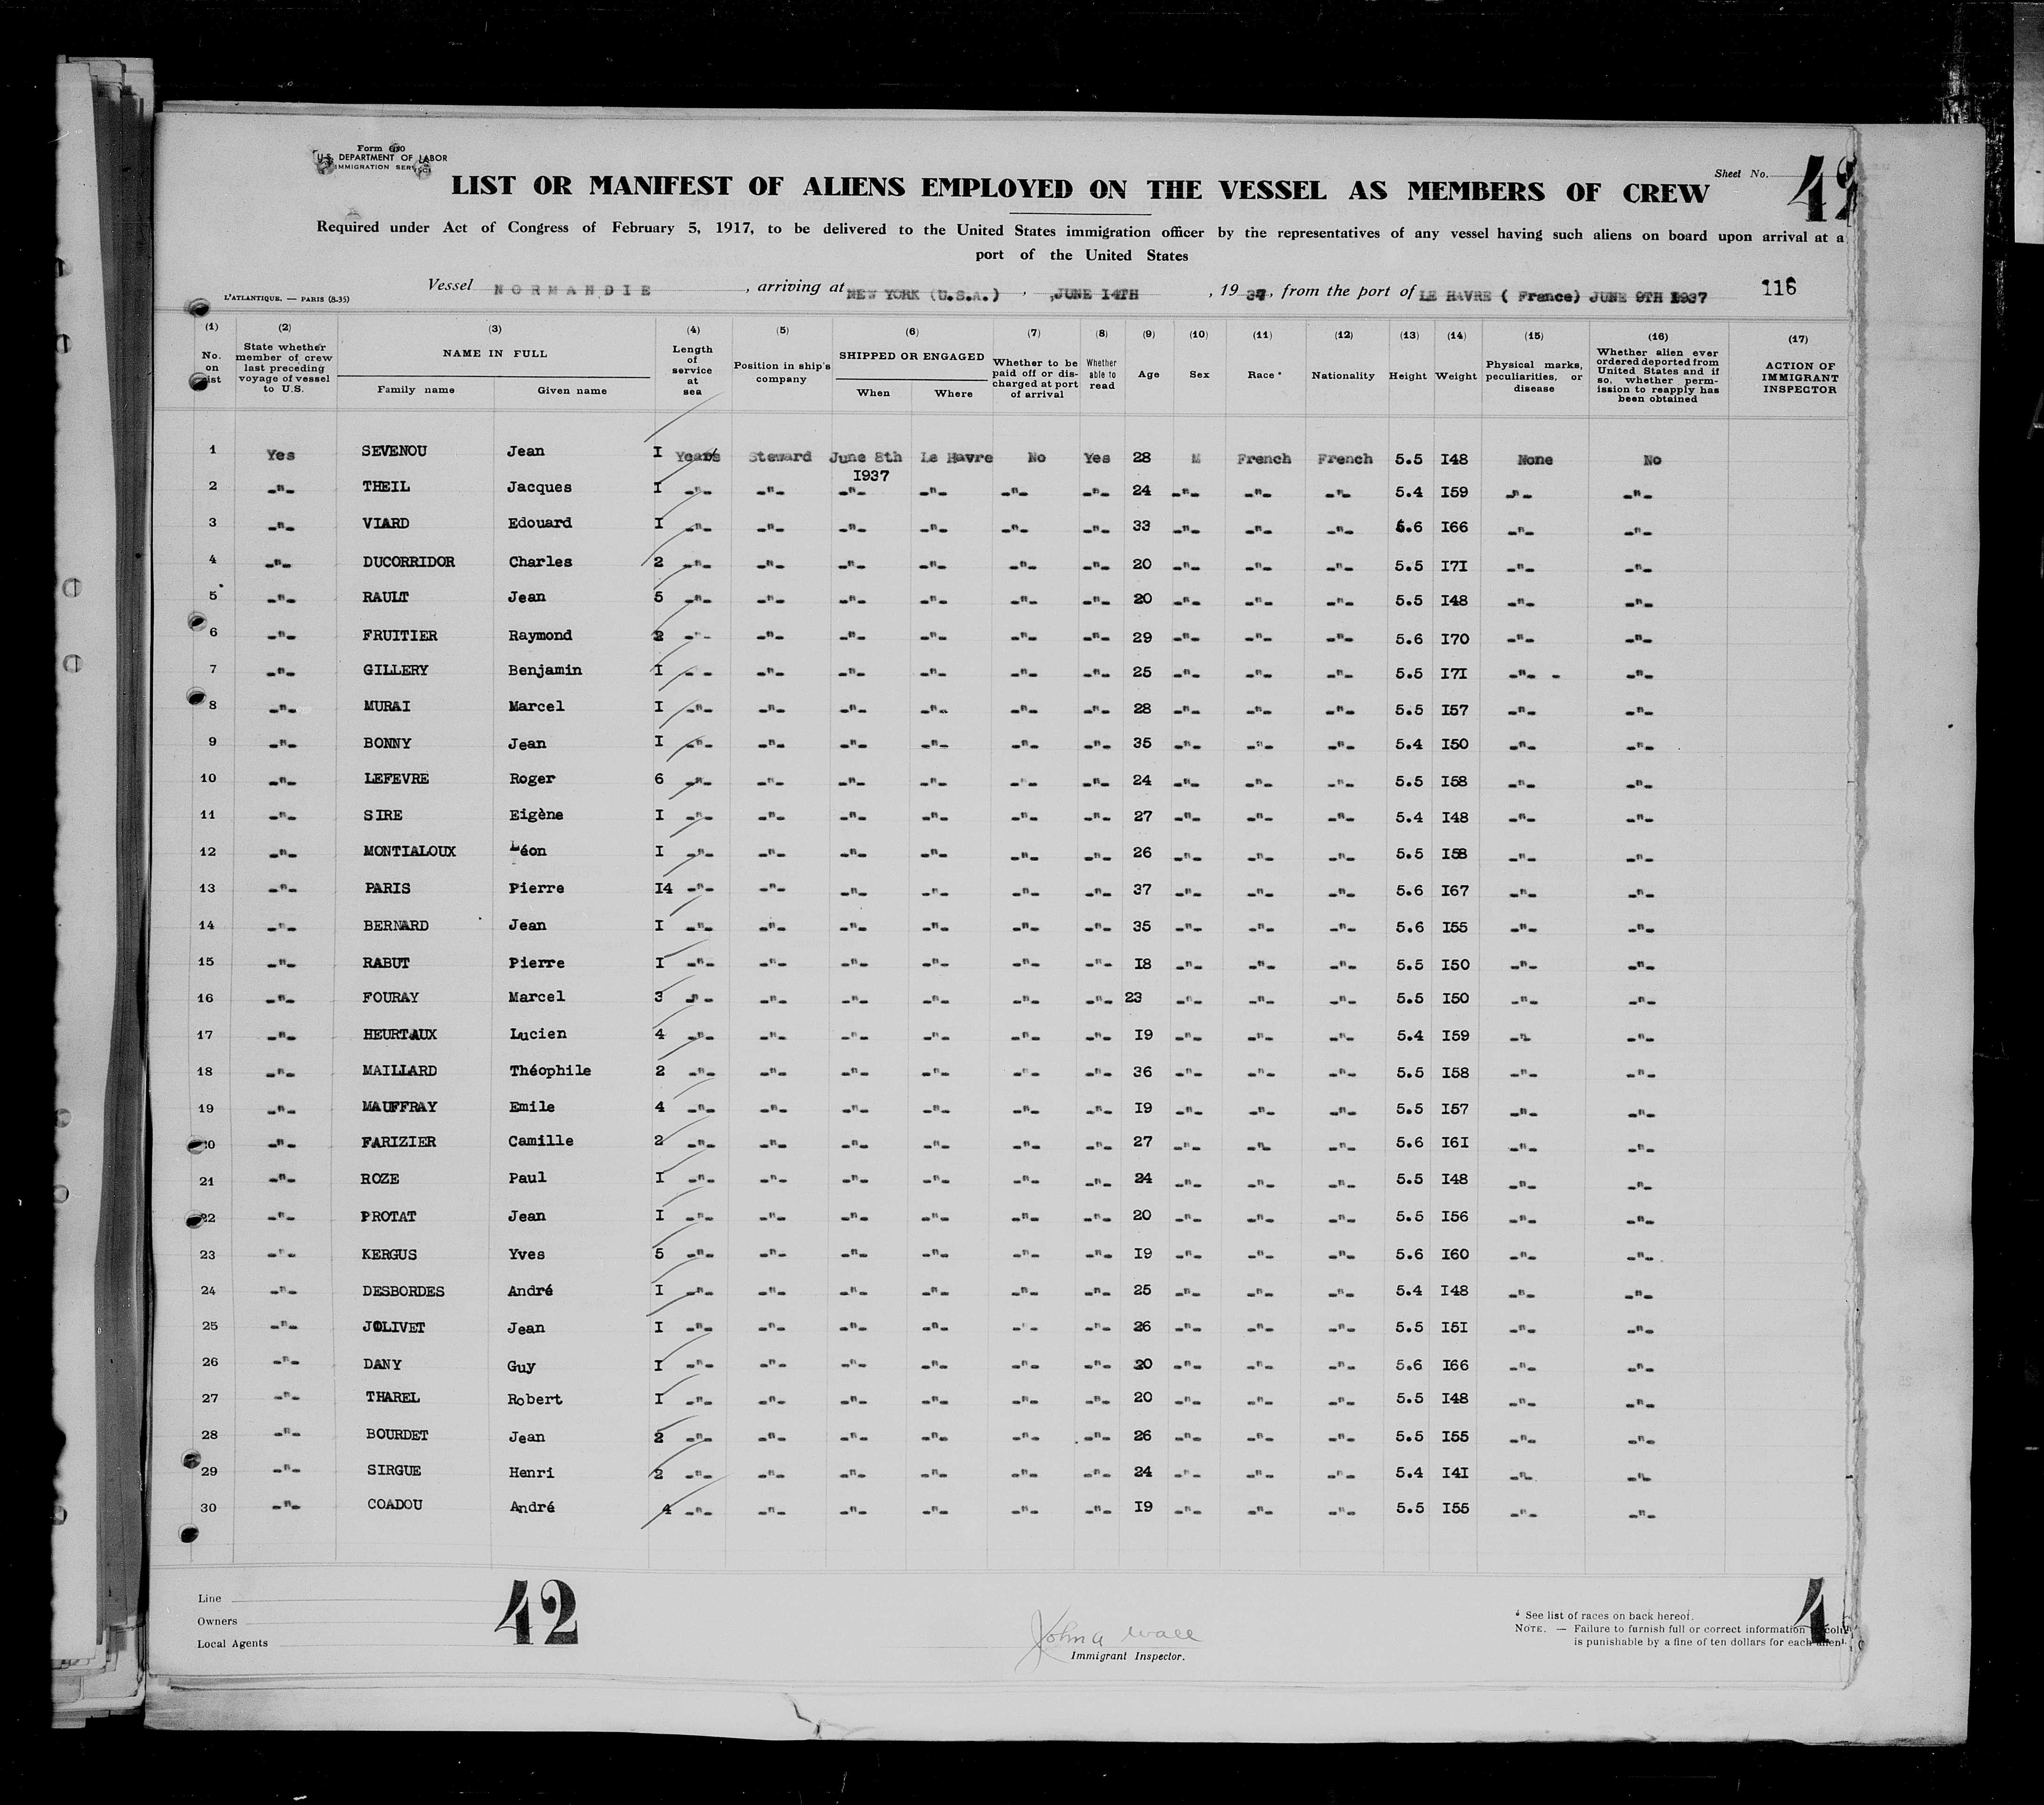 Form 680
U.S. DEPARTMENT OF LABOR
IMMIGRATION SERVICE
Sheet No. 42
LIST OR MANIFEST OF ALIENS EMPLOYED ON THE VESSEL AS MEMBERS OF CREW
Required under Act of Congress of February 5, 1917, to be delivered to the United States immigration officer by the representatives of any vessel having such aliens on board upon arrival at a
port of the United States
L'ATLANTIQUE. — PARIS (8-35)
Vessel NORMANDIE, arriving at NEW YORK (U.S.A.), JUNE I4TH, 1937, from the port of LE HAVRE ( France) JUNE 9TH I937 116
(1) (2) (3) (4) (5) (6) (7) (8) (9) (10) (11) (12) (13) (14) (15) (16) (17)
No. on list | State whether member of crew last preceding voyage of vessel to U.S. | NAME IN FULL Family name Given name | Length of service at sea | Position in ship's company | SHIPPED OR ENGAGED When Where | Whether to be paid off or discharged at port of arrival | Whether able to read | Age | Sex | Race * | Nationality | Height | Weight | Physical marks, peculiarities, or disease | Whether alien ever ordered deported from United States and if so, whether permission to reapply has been obtained | ACTION OF IMMIGRANT INSPECTOR
1 Yes SEVENOU Jean I Years Steward June 8th I937 Le Havre No Yes 28 M French French 5.5 I48 None No
2 -"- THEIL Jacques I -"- -"- -"- -"- -"- -"- 24 -"- -"- -"- 5.4 I59 -"- -"-
3 -"- VIARD Edouard I -"- -"- -"- -"- -"- -"- 33 -"- -"- -"- 5.6 I66 -"- -"-
4 -"- DUCORRIDOR Charles 2 -"- -"- -"- -"- -"- -"- 20 -"- -"- -"- 5.5 I7I -"- -"-
5 -"- RAULT Jean 5 -"- -"- -"- -"- -"- -"- 20 -"- -"- -"- 5.5 I48 -"- -"-
6 -"- FRUITIER Raymond 2 -"- -"- -"- -"- -"- -"- 29 -"- -"- -"- 5.6 I70 -"- -"-
7 -"- GILLERY Benjamin I -"- -"- -"- -"- -"- -"- 25 -"- -"- -"- 5.5 I7I -"- - -"-
8 -"- MURAI Marcel I -"- -"- -"- -"- -"- -"- 28 -"- -"- -"- 5.5 I57 -"- -"-
9 -"- BONNY Jean I -"- -"- -"- -"- -"- -"- 35 -"- -"- -"- 5.4 I50 -"- -"-
10 -"- LEFEVRE Roger 6 -"- -"- -"- -"- -"- -"- 24 -"- -"- -"- 5.5 I58 -"- -"-
11 -"- SIRE Eigène I -"- -"- -"- -"- -"- -"- 27 -"- -"- -"- 5.4 I48 -"- -"-
12 -"- MONTIALOUX Léon I -"- -"- -"- -"- -"- -"- 26 -"- -"- -"- 5.5 I58 -"- -"-
13 -"- PARIS Pierre I4 -"- -"- -"- -"- -"- -"- 37 -"- -"- -"- 5.6 I67 -"- -"-
14 -"- BERNARD Jean I -"- -"- -"- -"- -"- -"- 35 -"- -"- -"- 5.6 I55 -"- -"-
15 -"- RABUT Pierre I -"- -"- -"- -"- -"- -"- I8 -"- -"- -"- 5.5 I50 -"- -"-
16 -"- FOURAY Marcel 3 -"- -"- -"- -"- -"- -"- 23 -"- -"- -"- 5.5 I50 -"- -"-
17 -"- HEURTAUX Lucien 4 -"- -"- -"- -"- -"- -"- I9 -"- -"- -"- 5.4 I59 -"- -"-
18 -"- MAILLARD Théophile 2 -"- -"- -"- -"- -"- -"- 36 -"- -"- -"- 5.5 I58 -"- -"-
19 -"- MAUFFRAY Emile 4 -"- -"- -"- -"- -"- -"- I9 -"- -"- -"- 5.5 I57 -"- -"-
20 -"- FARIZIER Camille 2 -"- -"- -"- -"- -"- -"- 27 -"- -"- -"- 5.6 I6I -"- -"-
21 -"- ROZE Paul I -"- -"- -"- -"- -"- -"- 24 -"- -"- -"- 5.5 I48 -"- -"-
22 -"- PROTAT Jean I -"- -"- -"- -"- -"- -"- 20 -"- -"- -"- 5.5 I56 -"- -"-
23 -"- KERGUS Yves 5 -"- -"- -"- -"- -"- -"- I9 -"- -"- -"- 5.6 I60 -"- -"-
24 -"- DESBORDES André I -"- -"- -"- -"- -"- -"- 25 -"- -"- -"- 5.4 I48 -"- -"-
25 -"- JOLIVET Jean I -"- -"- -"- -"- -"- -"- 26 -"- -"- -"- 5.5 I5I -"- -"-
26 -"- DANY Guy I -"- -"- -"- -"- -"- -"- 20 -"- -"- -"- 5.6 I66 -"- -"-
27 -"- THAREL Robert I -"- -"- -"- -"- -"- -"- 20 -"- -"- -"- 5.5 I48 -"- -"-
28 -"- BOURDET Jean 2 -"- -"- -"- -"- -"- -"- 26 -"- -"- -"- 5.5 I55 -"- -"-
29 -"- SIRGUE Henri 2 -"- -"- -"- -"- -"- -"- 24 -"- -"- -"- 5.4 I4I -"- -"-
30 -"- COADOU André 4 -"- -"- -"- -"- -"- -"- I9 -"- -"- -"- 5.5 I55 -"- -"-
Line
Owners
Local Agents
42
John A Wall
Immigrant Inspector.
* See list of races on back hereof.
NOTE. — Failure to furnish full or correct information
is punishable by a fine of ten dollars for each alien.
4